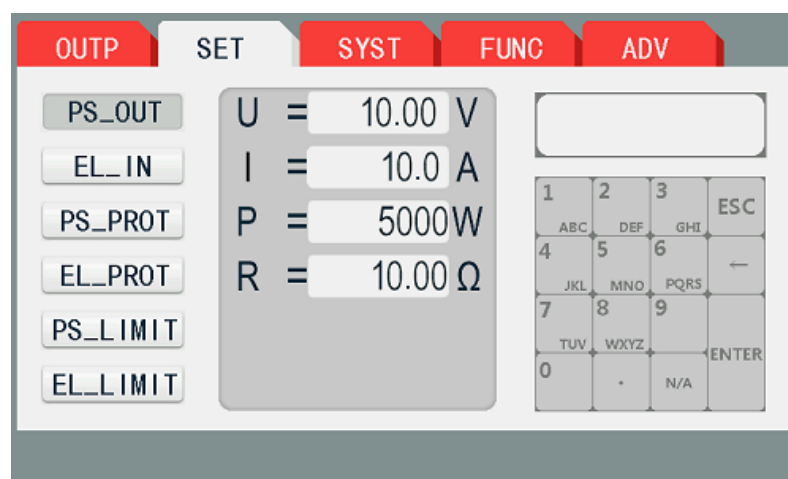 OUTP SET SYST FUNC ADV
PS_OUT
EL_IN
PS_PROT
EL_PROT
PS_LIMIT
EL_LIMIT
U = 10.00 V
I = 10.0 A
P = 5000W
R = 10.00 Ω
1 ABC 2 DEF 3 GHI ESC
4 JKL 5 MNO 6 PQRS ←
7 TUV 8 WXYZ 9 ENTER
0 . N/A